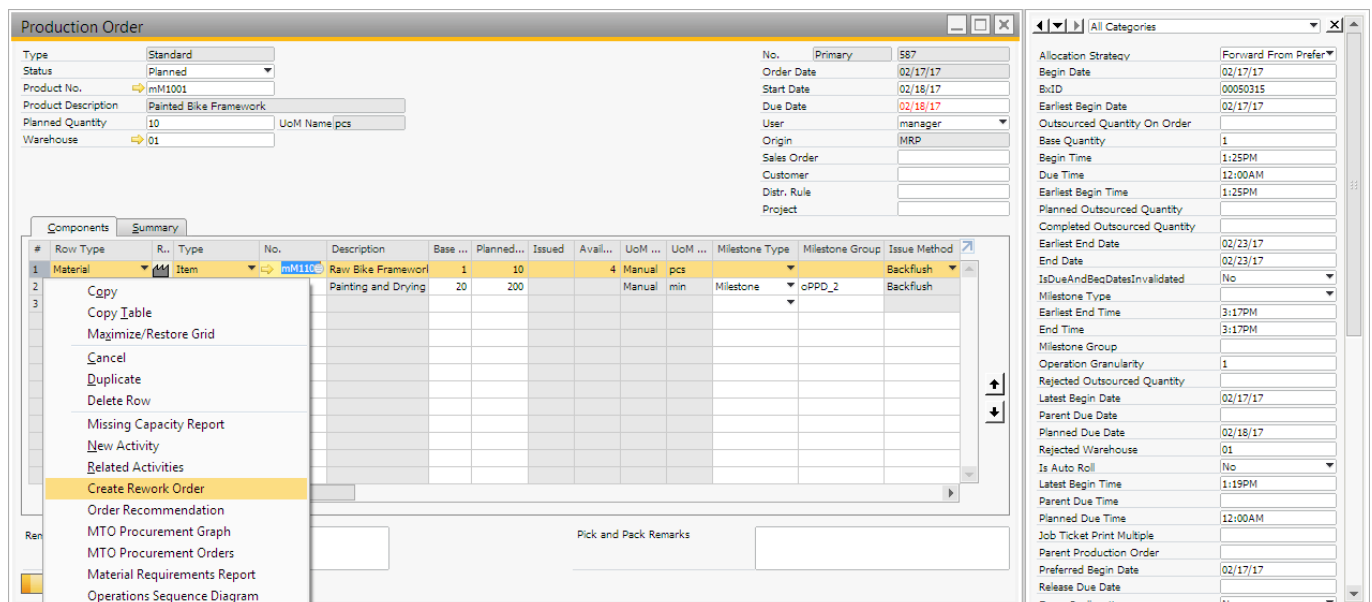 Production Order
Type Standard
Status Planned
Product No. mM1001
Product Description Painted Bike Framework
Planned Quantity 10 UoM Name pcs
Warehouse 01
No. Primary 587
Order Date 02/17/17
Start Date 02/18/17
Due Date 02/18/17
User manager
Origin MRP
Sales Order
Customer
Distr. Rule
Project
Components Summary
# Row Type R.. Type No. Description Base ... Planned... Issued Avail... UoM ... UoM ... Milestone Type Milestone Group Issue Method
1 Material Item mM110 Raw Bike Framework 1 10 4 Manual pcs Backflush
2 Painting and Drying 20 200 Manual min Milestone oPPD_2 Backflush
3
Copy
Copy Table
Maximize/Restore Grid
Cancel
Duplicate
Delete Row
Missing Capacity Report
New Activity
Related Activities
Create Rework Order
Order Recommendation
MTO Procurement Graph
MTO Procurement Orders
Material Requirements Report
Operations Sequence Diagram
Rem
Pick and Pack Remarks
All Categories
Allocation Strategy Forward From Prefer
Begin Date 02/17/17
BxID 00050315
Earliest Begin Date 02/17/17
Outsourced Quantity On Order
Base Quantity 1
Begin Time 1:25PM
Due Time 12:00AM
Earliest Begin Time 1:25PM
Planned Outsourced Quantity
Completed Outsourced Quantity
Earliest End Date 02/23/17
End Date 02/23/17
IsDueAndBegDatesInvalidated No
Milestone Type
Earliest End Time 3:17PM
End Time 3:17PM
Milestone Group
Operation Granularity 1
Rejected Outsourced Quantity
Latest Begin Date 02/17/17
Parent Due Date
Planned Due Date 02/18/17
Rejected Warehouse 01
Is Auto Roll No
Latest Begin Time 1:19PM
Parent Due Time
Planned Due Time 12:00AM
Job Ticket Print Multiple
Parent Production Order
Preferred Begin Date 02/17/17
Release Due Date